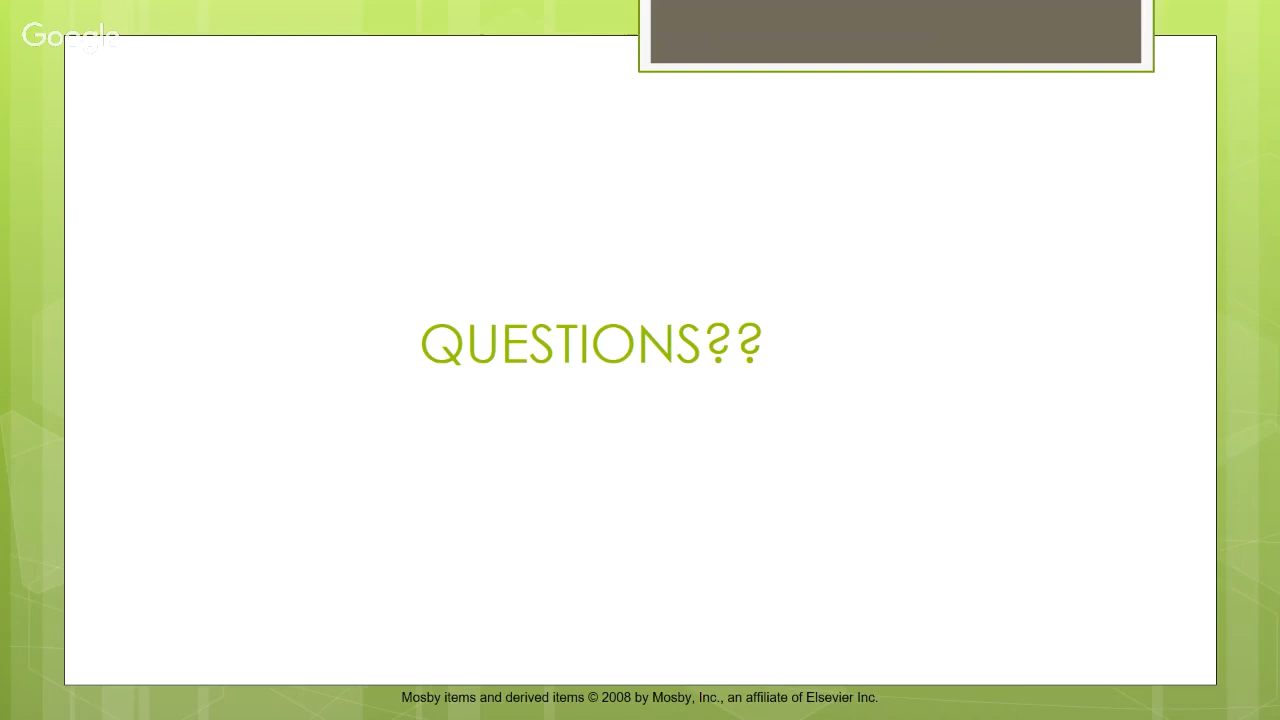 Google
QUESTIONS??
Mosby items and derived items © 2008 by Mosby, Inc., an affiliate of Elsevier Inc.